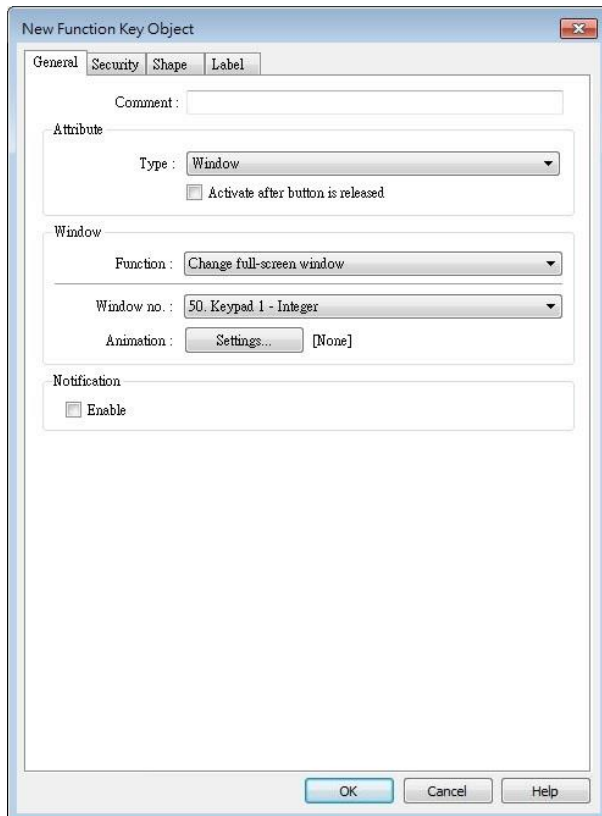 New Function Key Object
General Security Shape Label
Comment :
Attribute
Type : Window
Activate after button is released
Window
Function : Change full-screen window
Window no. : 50. Keypad 1 - Integer
Animation : Settings... [None]
Notification
Enable
OK Cancel Help